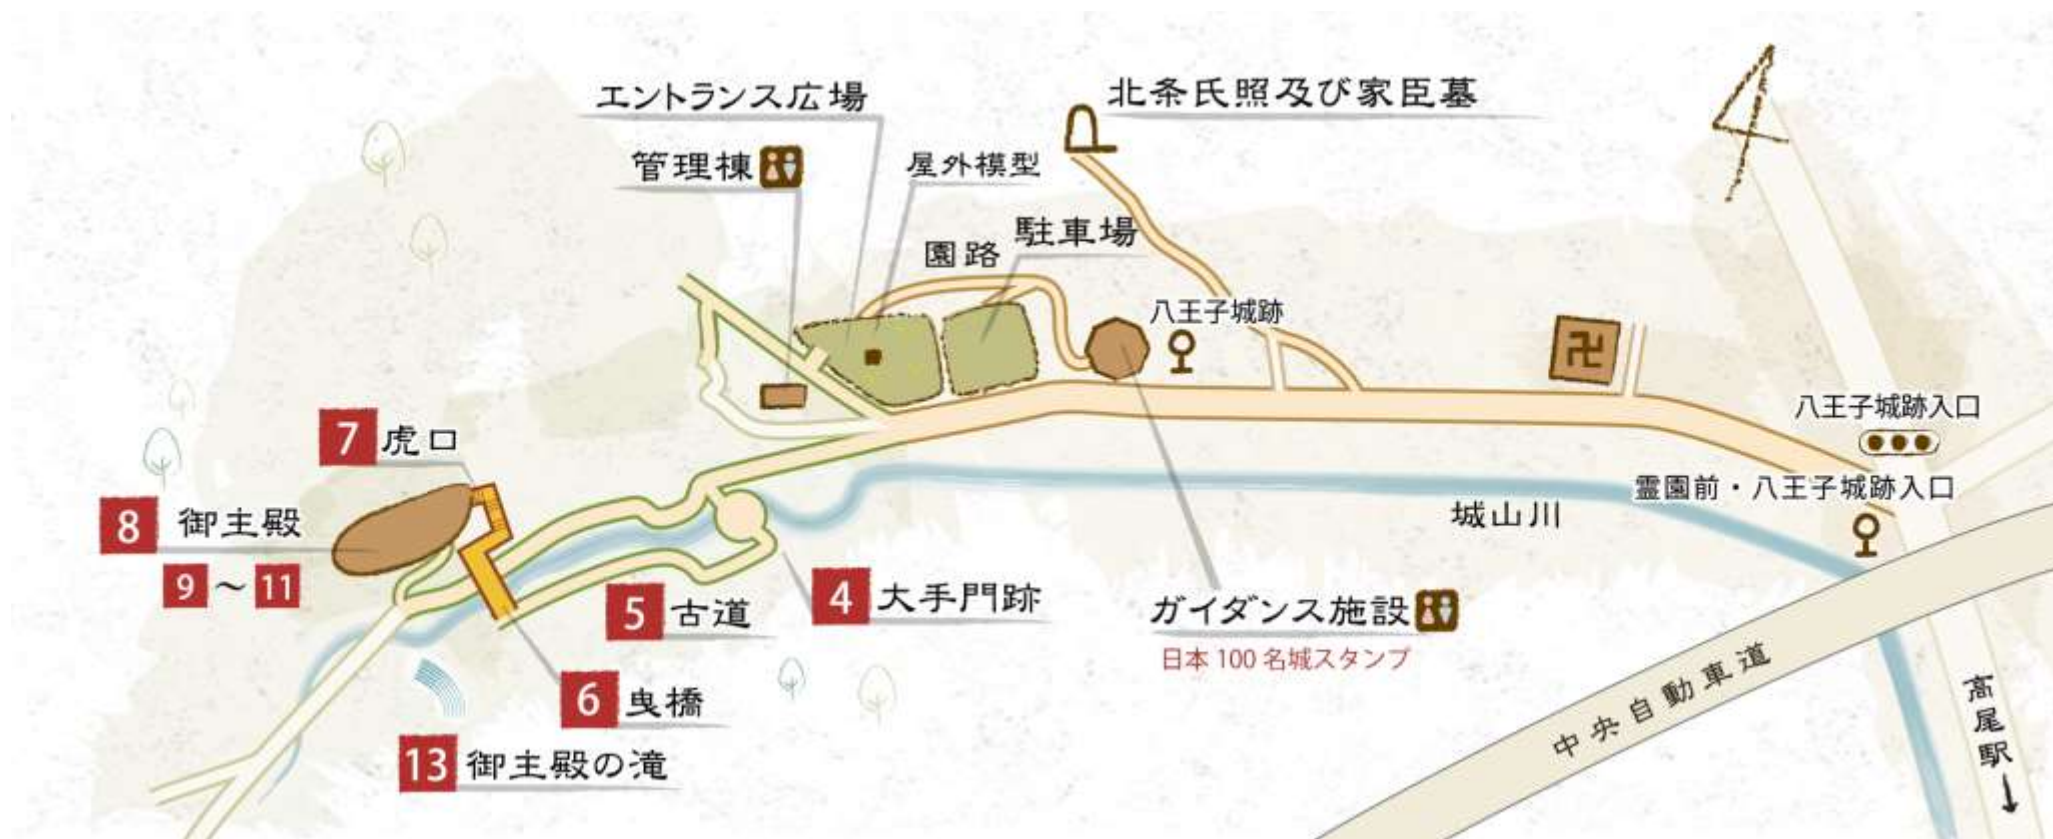 エントランス広場
北条氏照及び家臣墓
管理棟
屋外模型
駐車場
園路
八王子城跡
卍
八王子城跡入口
7 虎口
霊園前・八王子城跡入口
8 御主殿
城山川
9 ～ 11
4 大手門跡
5 古道
ガイダンス施設
日本100名城スタンプ
6 曳橋
中央自動車道
高尾駅↓
13 御主殿の滝